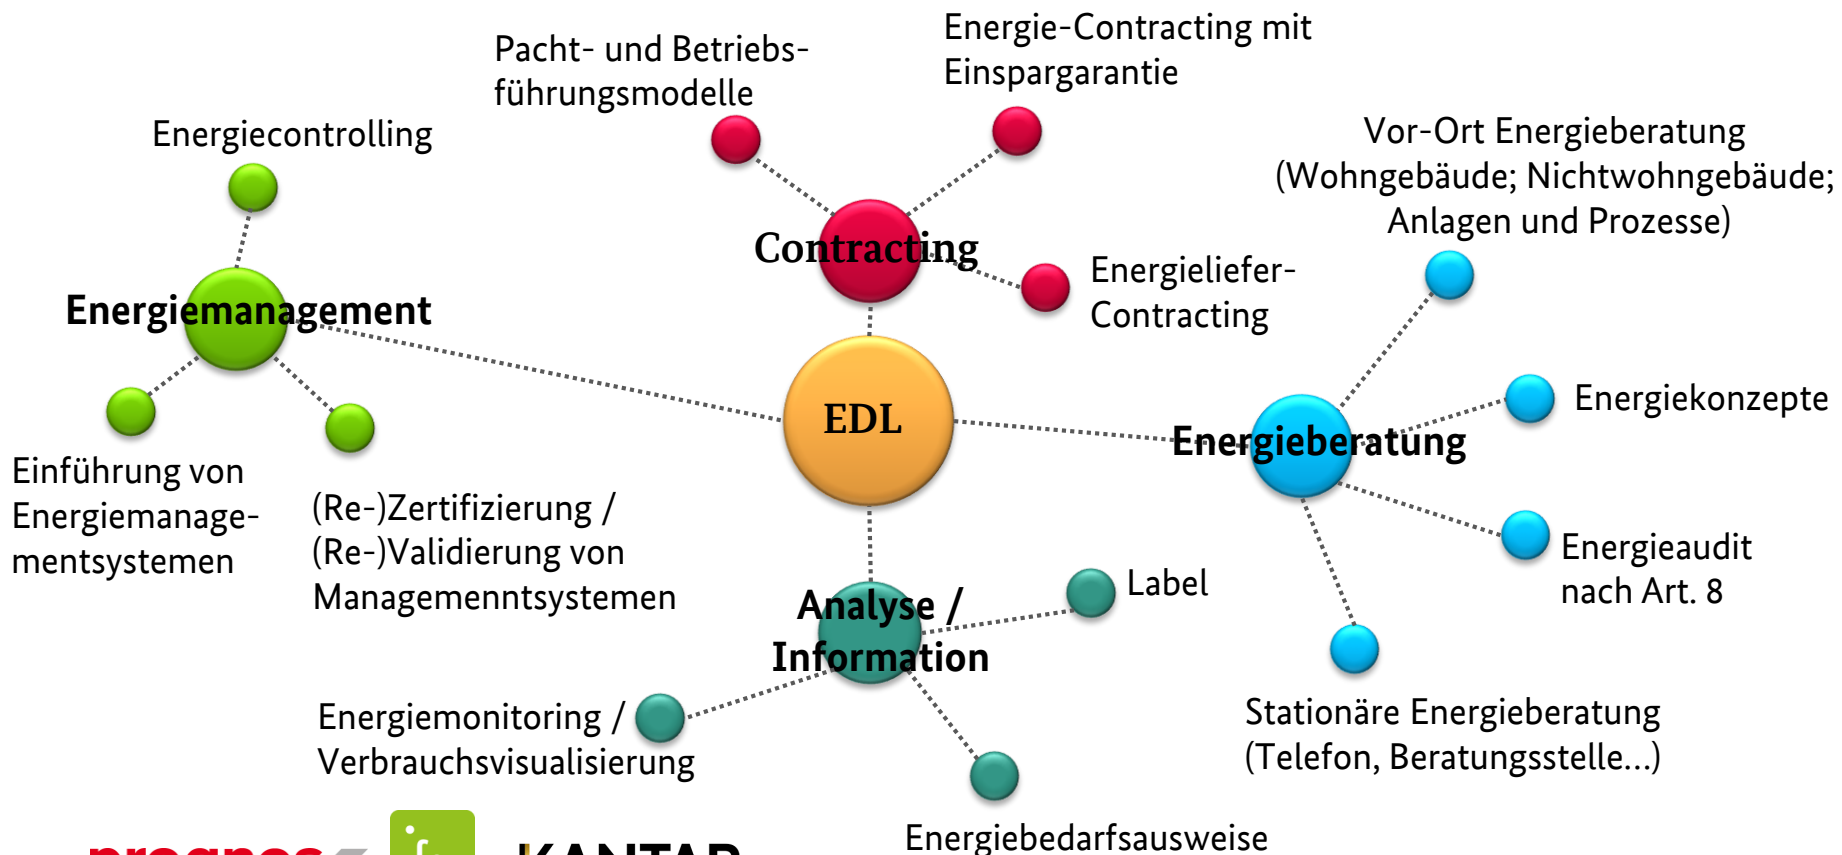 Pacht- und Betriebs-
führungsmodelle
Energie-Contracting mit
Einspargarantie
Energiecontrolling
Vor-Ort Energieberatung
(Wohngebäude; Nichtwohngebäude;
Anlagen und Prozesse)
Contracting
Energieliefer-
Contracting
Energiemanagement
EDL
Energiekonzepte
Energieberatung
Einführung von
Energiemanage-
mentsystemen
(Re-)Zertifizierung /
(Re-)Validierung von
Managemenntsystemen
Energieaudit
nach Art. 8
Analyse /
Information
Label
Energiemonitoring /
Verbrauchsvisualisierung
Stationäre Energieberatung
(Telefon, Beratungsstelle...)
Energiebedarfsausweise
prognos
KANTAR